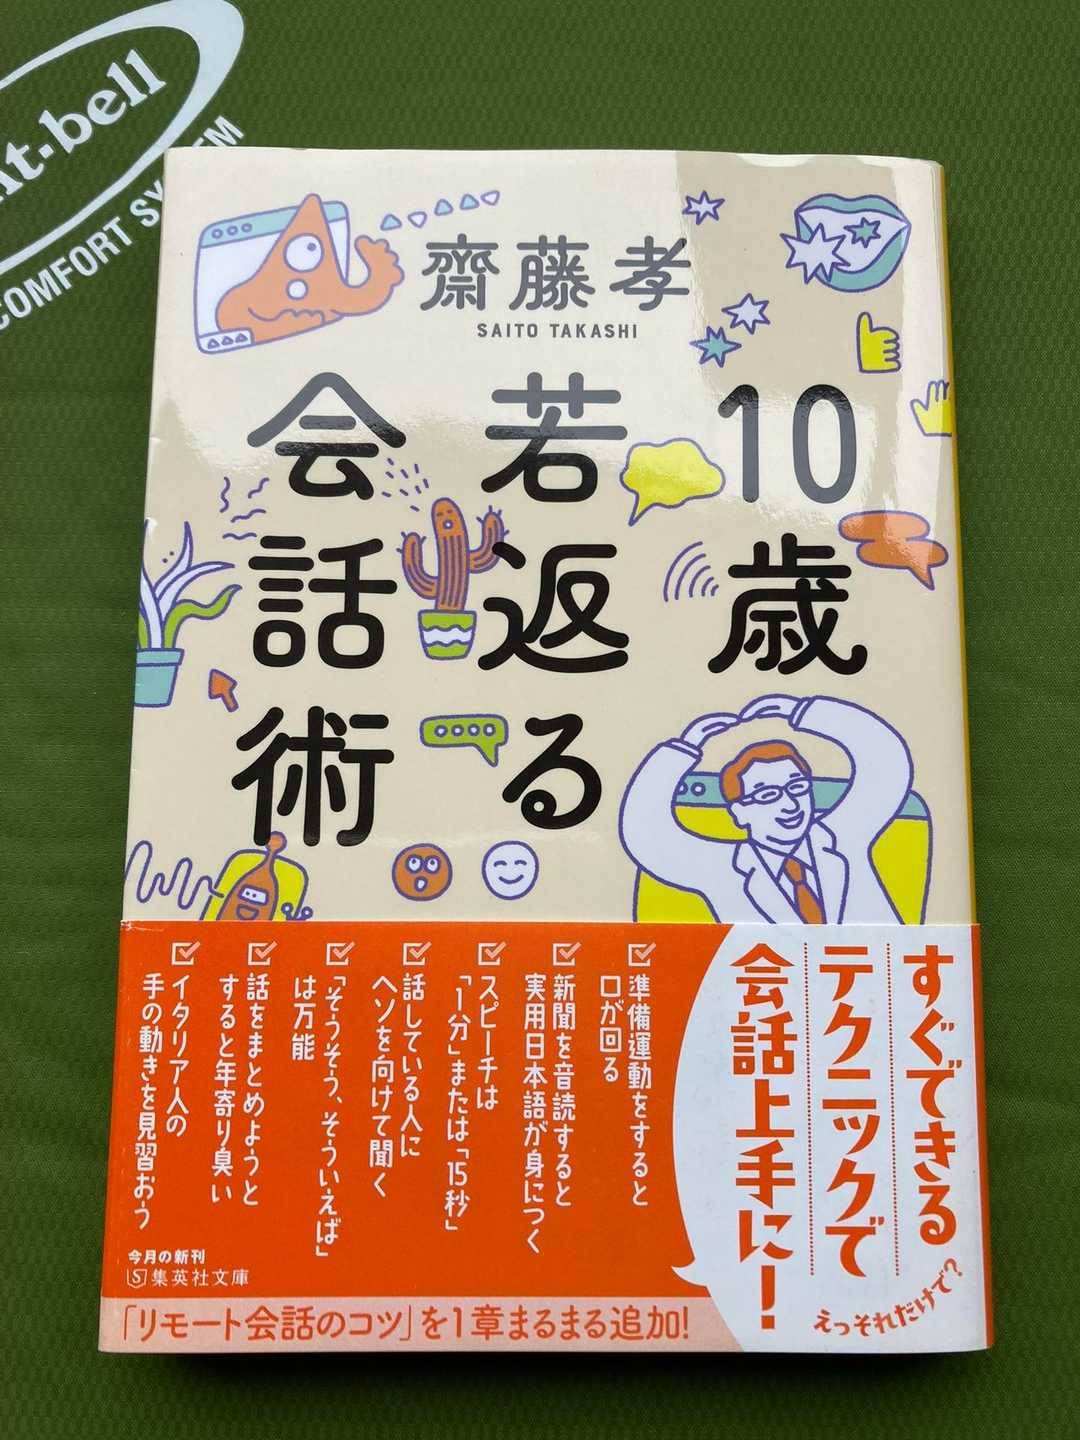 nt·bell
COMFORT SYSTEM
齋藤孝
SAITO TAKASHI
10歳
若返る
会話術
すぐできる
テクニックで
会話上手に!
えっそれだけで?
準備運動をすると
口が回る
新聞を音読すると
実用日本語が身につく
スピーチは
「1分」または「15秒」
話している人に
ヘソを向けて聞く
「そうそう、そういえば」
は万能
話をまとめようと
すると年寄り臭い
イタリア人の
手の動きを見習おう
今月の新刊
集英社文庫
「リモート会話のコツ」を1章まるまる追加!